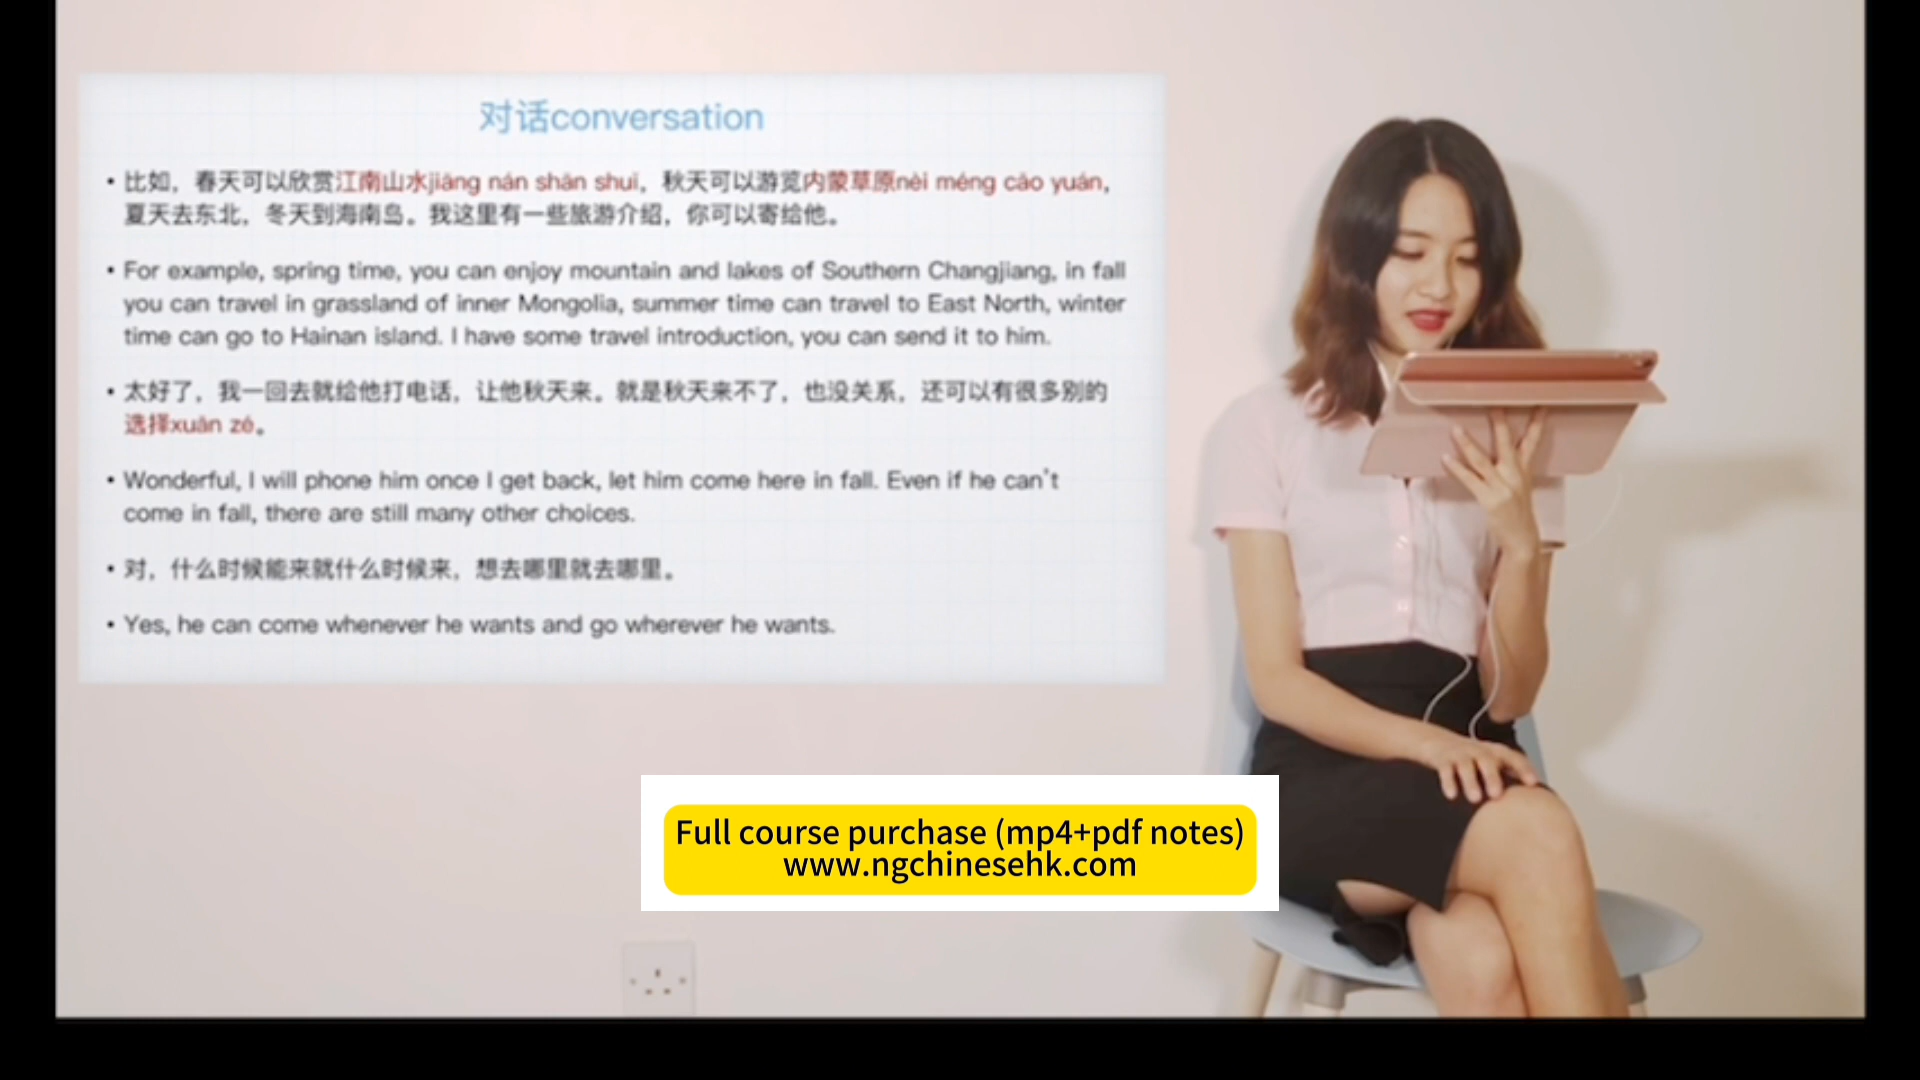 对话conversation
• 比如，春天可以欣赏江南山水jiāng nán shān shuǐ，秋天可以游览内蒙草原nèi méng cǎo yuán，
夏天去东北，冬天到海南岛。我这里有一些旅游介绍，你可以寄给他。
• For example, spring time, you can enjoy mountain and lakes of Southern Changjiang, in fall
you can travel in grassland of inner Mongolia, summer time can travel to East North, winter
time can go to Hainan island. I have some travel introduction, you can send it to him.
• 太好了，我一回去就给他打电话，让他秋天来。就是秋天来不了，也没关系，还可以有很多别的
选择xuǎn zé。
• Wonderful, I will phone him once I get back, let him come here in fall. Even if he can't
come in fall, there are still many other choices.
• 对，什么时候能来就什么时候来，想去哪里就去哪里。
• Yes, he can come whenever he wants and go wherever he wants.
Full course purchase (mp4+pdf notes)
www.ngchinesehk.com